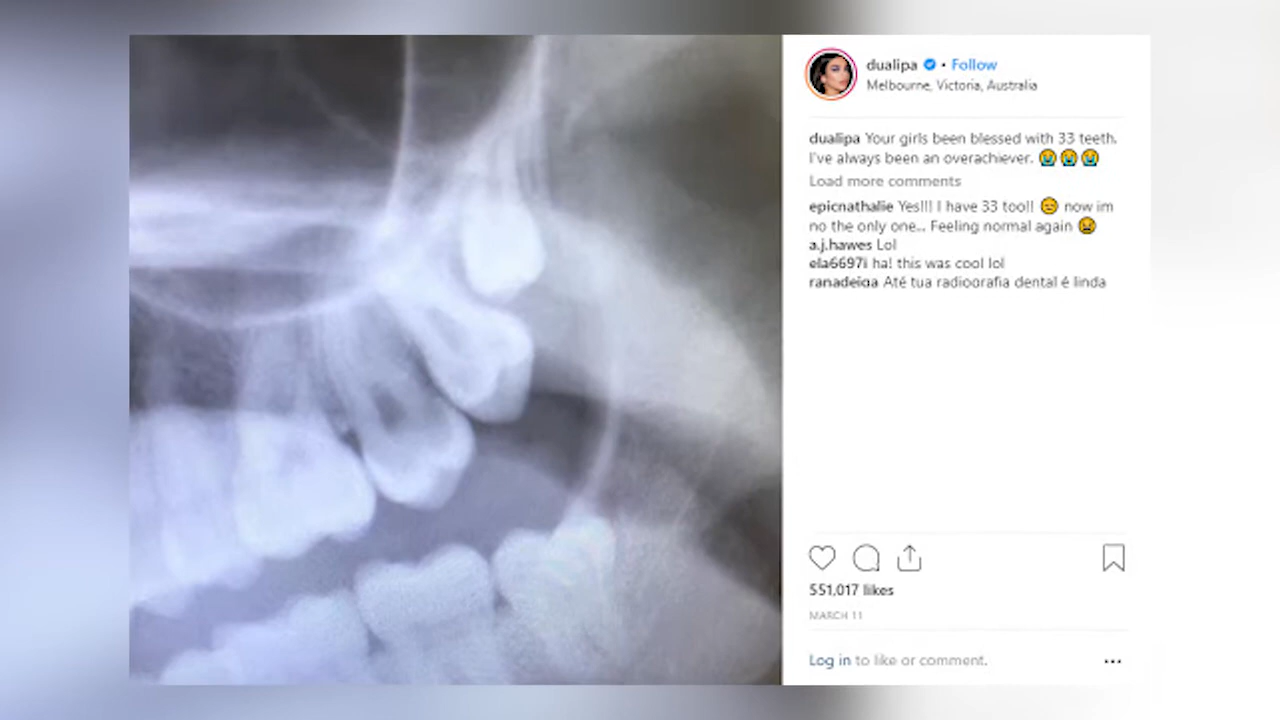 dualipa • Follow
Melbourne, Victoria, Australia
dualipa Your girls been blessed with 33 teeth.
I've always been an overachiever. 😭😭😭
Load more comments
epicnathalie Yes!!! I have 33 too!! 😑 now im
no the only one... Feeling normal again 😫
a.j.hawes Lol
ela6697i ha! this was cool lol
ranadeiga Até tua radiografia dental é linda
551,017 likes
MARCH 11
Log in to like or comment.